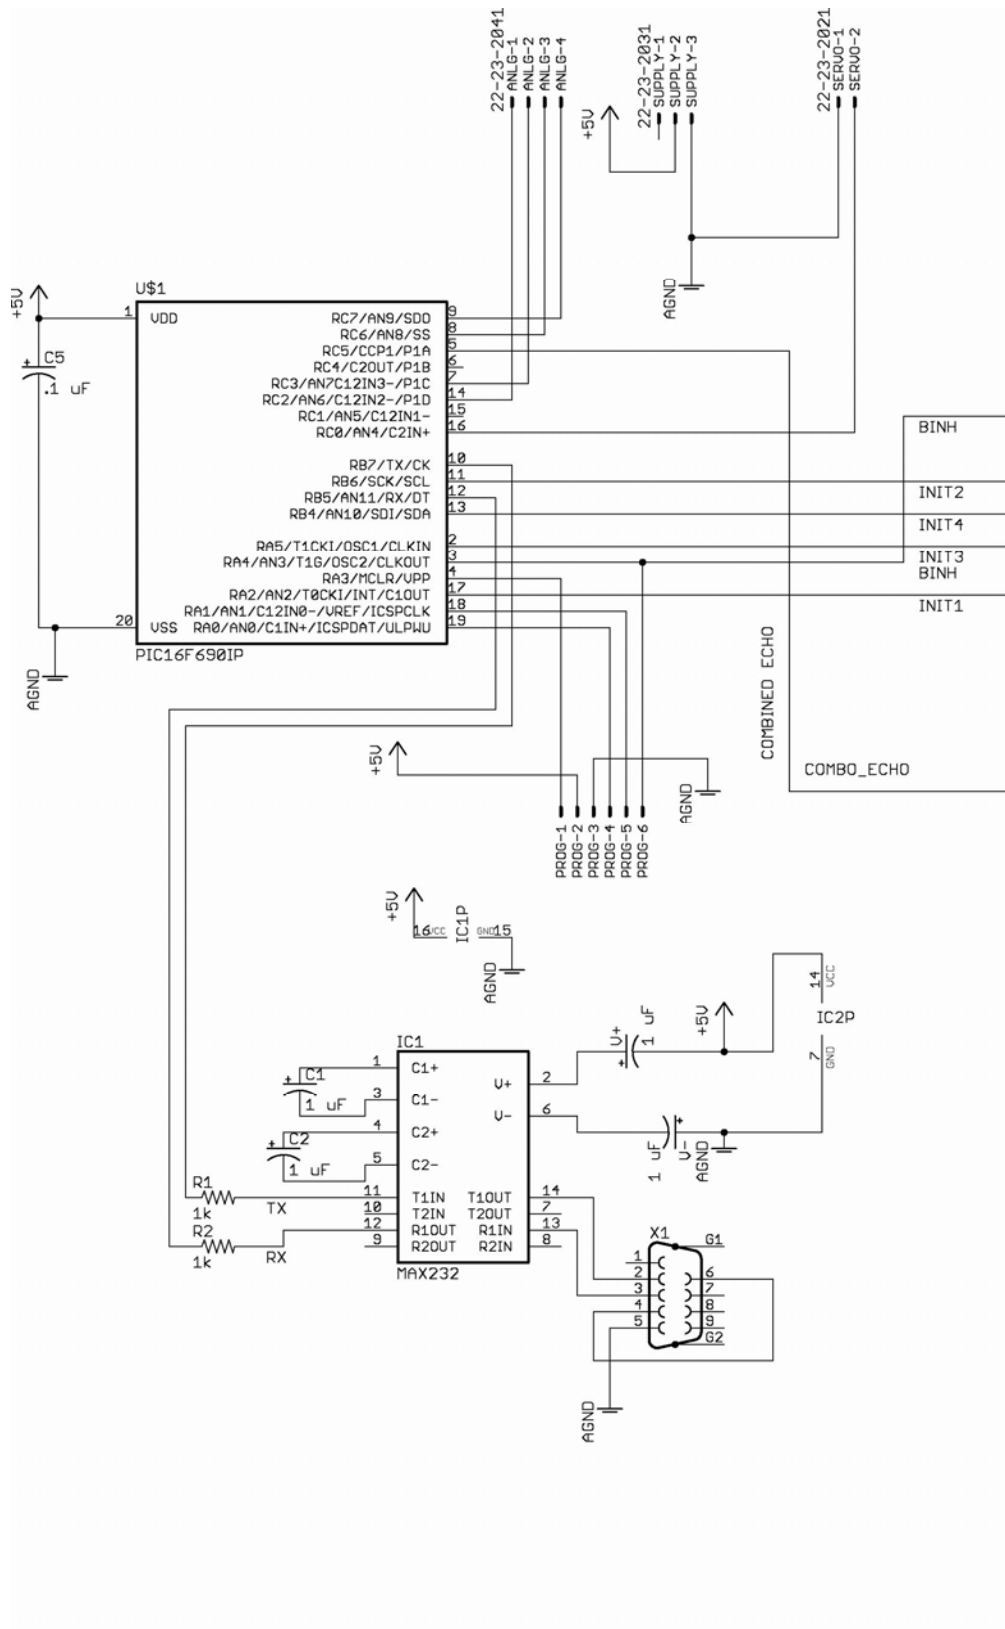 22-23-2041
ANLG-1
ANLG-2
ANLG-3
ANLG-4
22-23-2031
SUPPLY-1
SUPPLY-2
SUPPLY-3
22-23-2021
SERVO-1
SERVO-2
+5V
AGND
+5V
U$1
1 VDD
C5
.1 uF
RC7/AN9/SDO 9
RC6/AN8/SS 8
RC5/CCP1/P1A 5
RC4/C2OUT/P1B 6
RC3/AN7C12IN3-/P1C 7
RC2/AN6/C12IN2-/P1D 14
RC1/AN5/C12IN1- 15
RC0/AN4/C2IN+ 16
RB7/TX/CK 10
RB6/SCK/SCL 11
RB5/AN11/RX/DT 12
RB4/AN10/SDI/SDA 13
RA5/T1CKI/OSC1/CLKIN 2
RA4/AN3/T1G/OSC2/CLKOUT 3
RA3/MCLR/VPP 4
RA2/AN2/T0CKI/INT/C1OUT 17
RA1/AN1/C12IN0-/VREF/ICSPCLK 18
20 VSS RA0/AN0/C1IN+/ICSPDAT/ULPWU 19
PIC16F690IP
AGND
BINH
INIT2
INIT4
INIT3
BINH
INIT1
COMBINED ECHO
COMBO_ECHO
+5V
AGND
PROG-1
PROG-2
PROG-3
PROG-4
PROG-5
PROG-6
+5V
16 VCC IC1P GND 15
AGND
14 VCC
IC2P
7 GND
V+
1 uF
+5V
IC1
1 C1+
3 C1-
4 C2+
5 C2-
V+ 2
V- 6
C1
1 uF
C2
1 uF
1 uF
V-
AGND
R1
1k
TX
R2
1k
RX
11 T1IN T1OUT 14
10 T2IN T2OUT 7
12 R1OUT R1IN 13
9 R2OUT R2IN 8
MAX232
X1
G1
1
2 6
3 7
4 8
5 9
G2
AGND